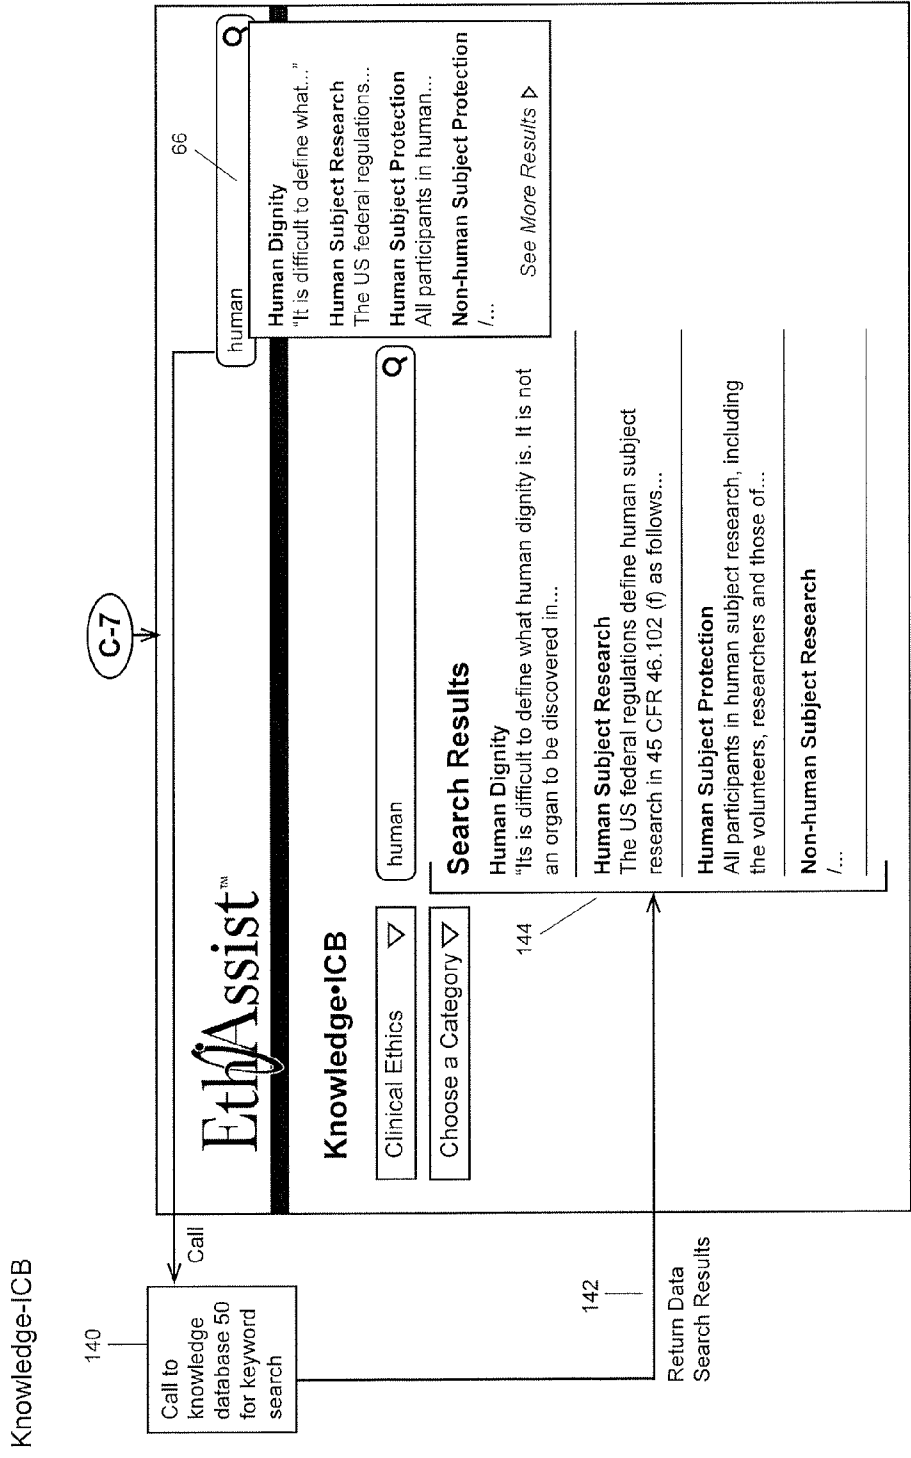 Knowledge-ICB
C-7
140
Call to
knowledge
database 50
for keyword
search
Call
EthAssist™
human
66
Human Dignity
"It is difficult to define what..."
Human Subject Research
The US federal regulations...
Human Subject Protection
All participants in human...
Non-human Subject Protection
/...
See More Results
Knowledge•ICB
Clinical Ethics
Choose a Category
human
144
Search Results
Human Dignity
"Its is difficult to define what human dignity is. It is not
an organ to be discovered in...
Human Subject Research
The US federal regulations define human subject
research in 45 CFR 46.102 (f) as follows...
Human Subject Protection
All participants in human subject research, including
the volunteers, researchers and those of...
Non-human Subject Research
/...
142
Return Data
Search Results